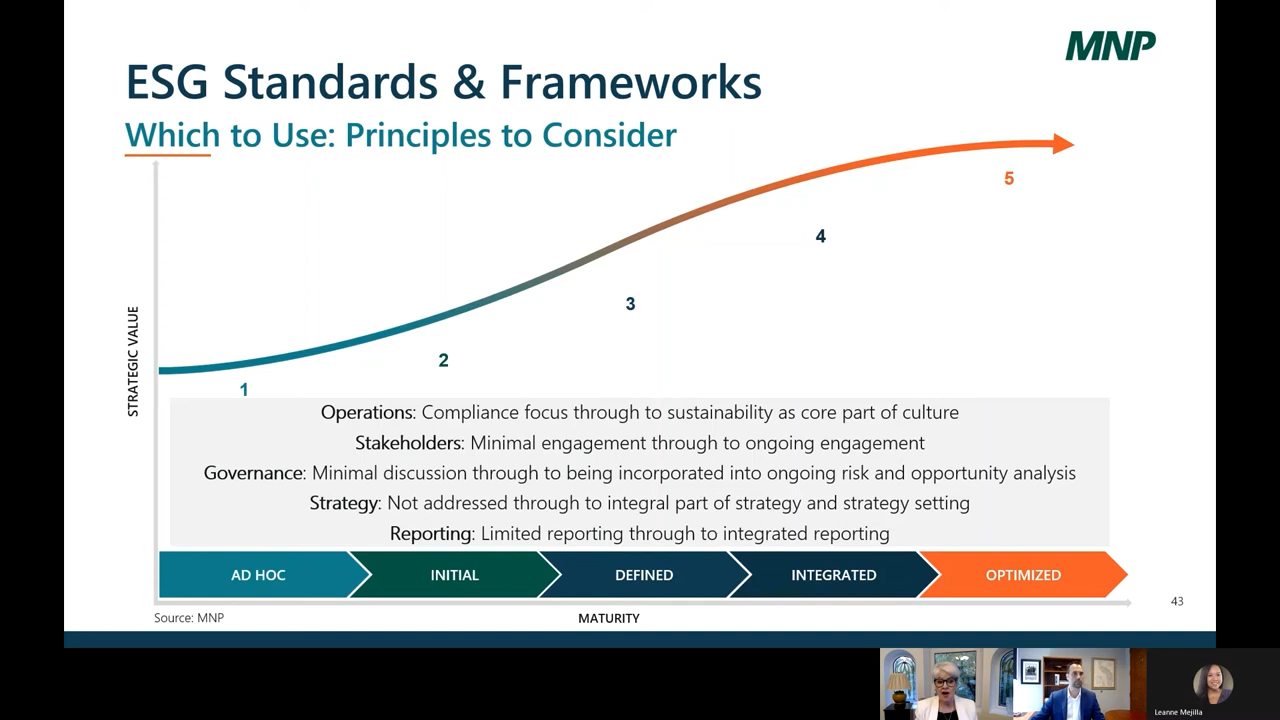 MNP
ESG Standards & Frameworks
Which to Use: Principles to Consider
STRATEGIC VALUE
1
2
3
4
5
Operations: Compliance focus through to sustainability as core part of culture
Stakeholders: Minimal engagement through to ongoing engagement
Governance: Minimal discussion through to being incorporated into ongoing risk and opportunity analysis
Strategy: Not addressed through to integral part of strategy and strategy setting
Reporting: Limited reporting through to integrated reporting
AD HOC
INITIAL
DEFINED
INTEGRATED
OPTIMIZED
Source: MNP
MATURITY
43
Leanne Mejilla